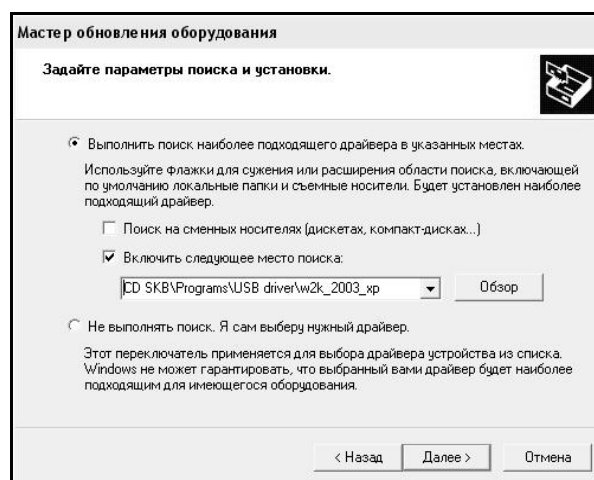 Мастер обновления оборудования
Задайте параметры поиска и установки.
Выполнить поиск наиболее подходящего драйвера в указанных местах.
Используйте флажки для сужения или расширения области поиска, включающей
по умолчанию локальные папки и съемные носители. Будет установлен наиболее
подходящий драйвер.
Поиск на сменных носителях (дискетах, компакт-дисках...)
Включить следующее место поиска:
CD SKB\Programs\USB driver\w2k_2003_xp
Обзор
Не выполнять поиск. Я сам выберу нужный драйвер.
Этот переключатель применяется для выбора драйвера устройства из списка.
Windows не может гарантировать, что выбранный вами драйвер будет наиболее
подходящим для имеющегося оборудования.
< Назад Далее > Отмена